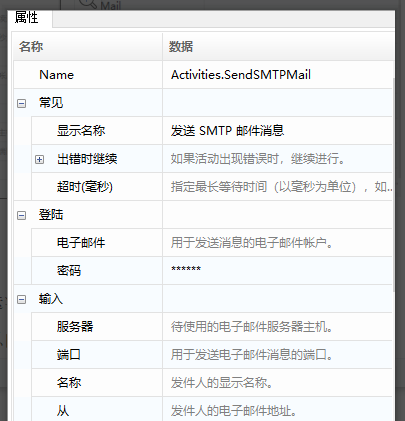 Mail
属性
名称 数据
Name Activities.SendSMTPMail
常见
显示名称 发送 SMTP 邮件消息
出错时继续 如果活动出现错误时，继续进行。
超时(毫秒) 指定最长等待时间（以毫秒为单位），如...
登陆
电子邮件 用于发送消息的电子邮件帐户。
密码 ******
输入
服务器 待使用的电子邮件服务器主机。
端口 用于发送电子邮件消息的端口。
名称 发件人的显示名称。
从 发件人的电子邮件地址。